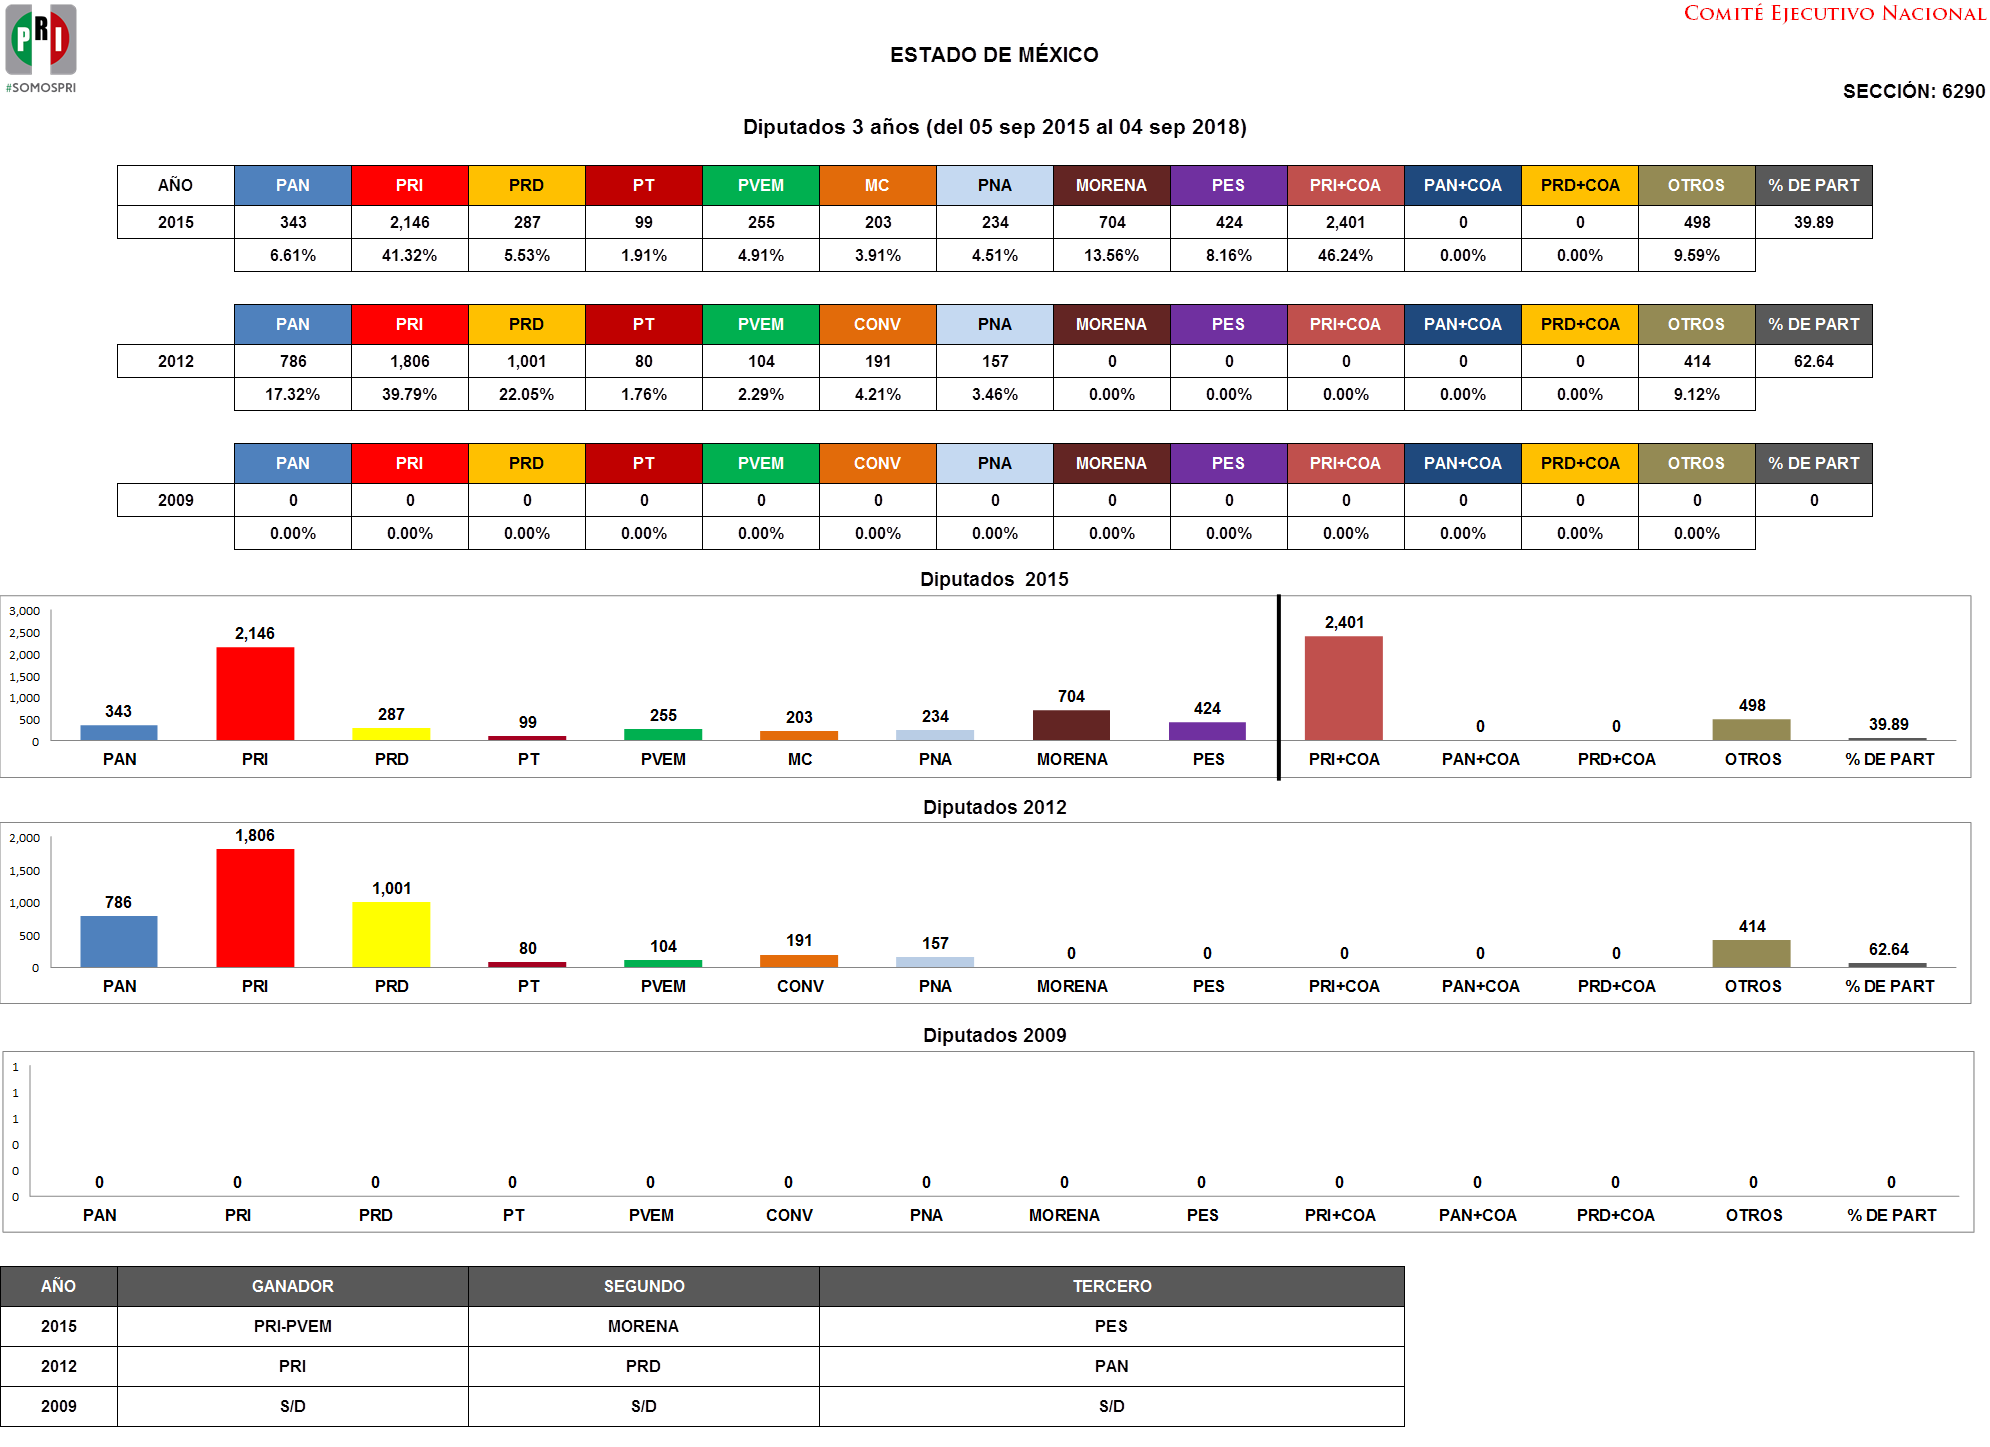 PRI
#SOMOSPRI
COMITÉ EJECUTIVO NACIONAL
ESTADO DE MÉXICO
SECCIÓN: 6290
Diputados 3 años (del 05 sep 2015 al 04 sep 2018)
AÑO PAN PRI PRD PT PVEM MC PNA MORENA PES PRI+COA PAN+COA PRD+COA OTROS % DE PART
2015 343 2,146 287 99 255 203 234 704 424 2,401 0 0 498 39.89
6.61% 41.32% 5.53% 1.91% 4.91% 3.91% 4.51% 13.56% 8.16% 46.24% 0.00% 0.00% 9.59%
PAN PRI PRD PT PVEM CONV PNA MORENA PES PRI+COA PAN+COA PRD+COA OTROS % DE PART
2012 786 1,806 1,001 80 104 191 157 0 0 0 0 0 414 62.64
17.32% 39.79% 22.05% 1.76% 2.29% 4.21% 3.46% 0.00% 0.00% 0.00% 0.00% 0.00% 9.12%
PAN PRI PRD PT PVEM CONV PNA MORENA PES PRI+COA PAN+COA PRD+COA OTROS % DE PART
2009 0 0 0 0 0 0 0 0 0 0 0 0 0 0
0.00% 0.00% 0.00% 0.00% 0.00% 0.00% 0.00% 0.00% 0.00% 0.00% 0.00% 0.00% 0.00%
Diputados 2015
3,000
2,500
2,000
1,500
1,000
500
0
343 2,146 287 99 255 203 234 704 424 2,401 0 0 498 39.89
PAN PRI PRD PT PVEM MC PNA MORENA PES PRI+COA PAN+COA PRD+COA OTROS % DE PART
Diputados 2012
2,000
1,500
1,000
500
0
786 1,806 1,001 80 104 191 157 0 0 0 0 0 414 62.64
PAN PRI PRD PT PVEM CONV PNA MORENA PES PRI+COA PAN+COA PRD+COA OTROS % DE PART
Diputados 2009
1
1
1
0
0
0
0 0 0 0 0 0 0 0 0 0 0 0 0 0
PAN PRI PRD PT PVEM CONV PNA MORENA PES PRI+COA PAN+COA PRD+COA OTROS % DE PART
AÑO GANADOR SEGUNDO TERCERO
2015 PRI-PVEM MORENA PES
2012 PRI PRD PAN
2009 S/D S/D S/D